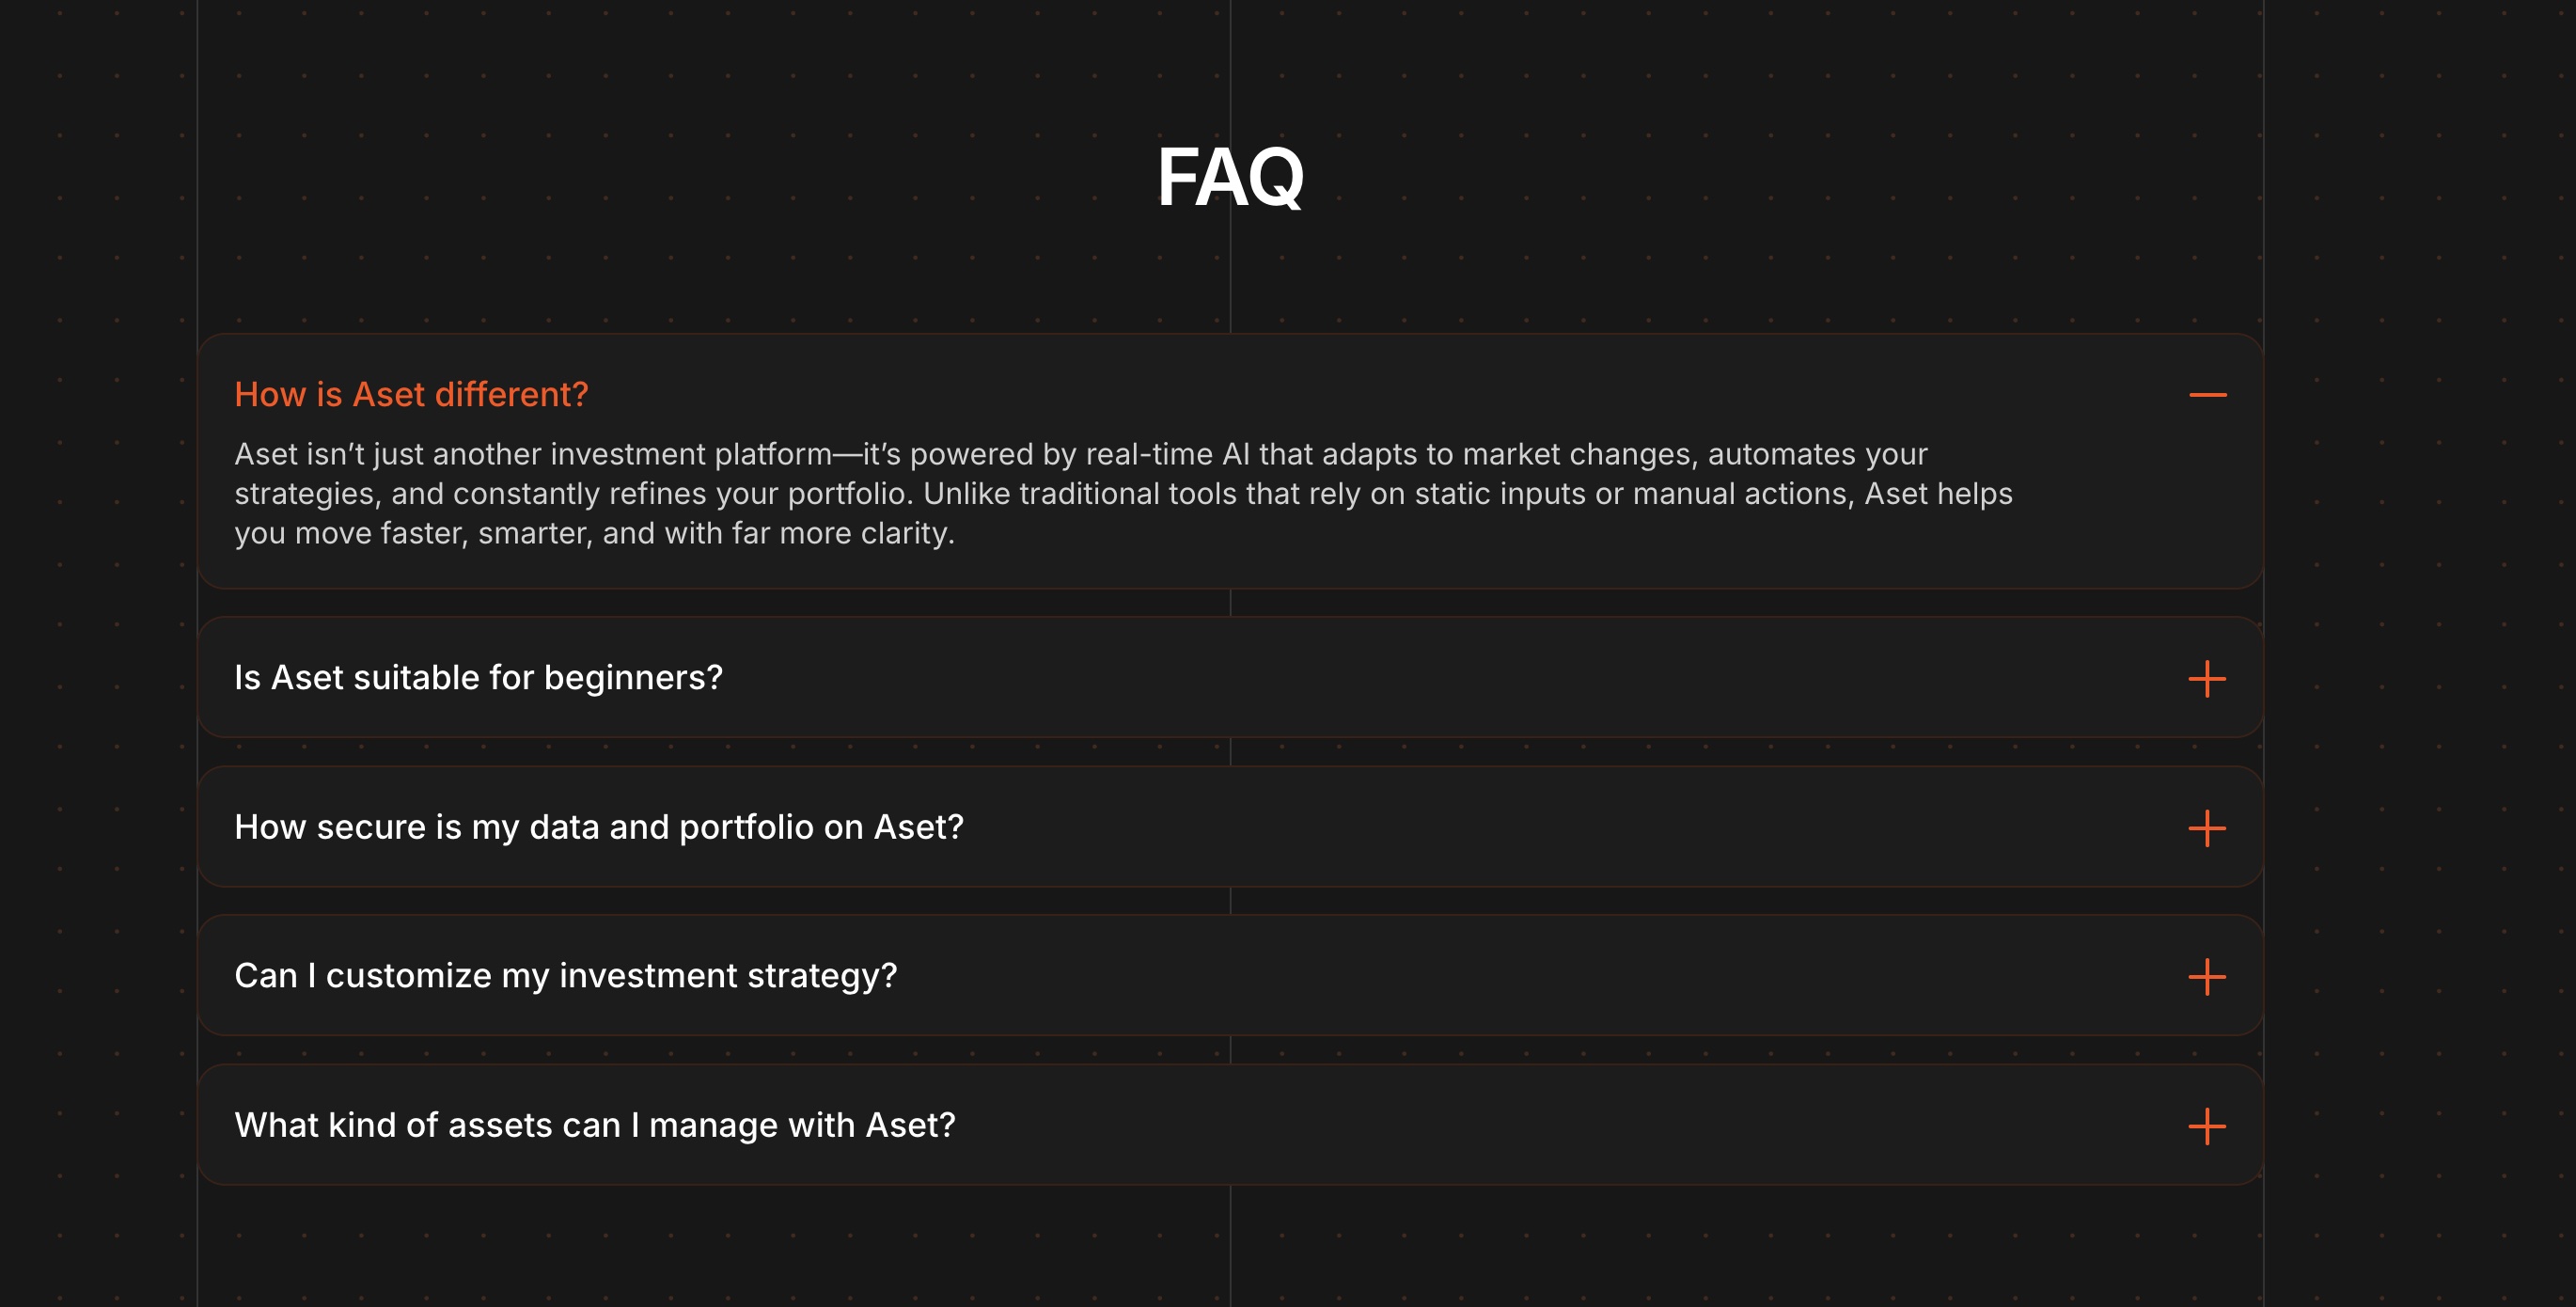 FAQ
How is Aset different?
Aset isn’t just another investment platform—it’s powered by real-time AI that adapts to market changes, automates your
strategies, and constantly refines your portfolio. Unlike traditional tools that rely on static inputs or manual actions, Aset helps
you move faster, smarter, and with far more clarity.
Is Aset suitable for beginners?
How secure is my data and portfolio on Aset?
Can I customize my investment strategy?
What kind of assets can I manage with Aset?